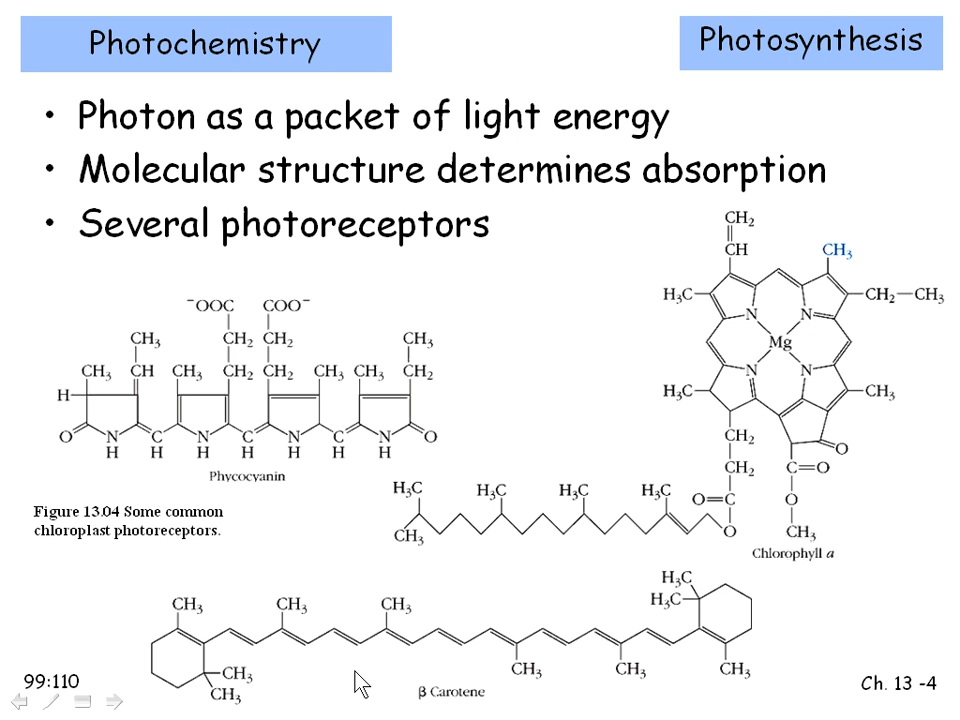 Photochemistry
Photosynthesis
• Photon as a packet of light energy
• Molecular structure determines absorption
• Several photoreceptors
CH₂
CH
CH₃
H₃C
CH₂—CH₃
N
N
Mg
N
N
H₃C
CH₃
CH₂
O
CH₂
C=O
O=C
O
O
CH₃
Chlorophyll a
⁻OOC
COO⁻
CH₃
CH₂
CH₂
CH₃
CH₃
CH
CH₃
CH₂
CH₂
CH₃
CH₃
CH₂
H
O
N
C
N
C
N
C
N
O
H
H
H
H
H
H
H
Phycocyanin
H₃C
H₃C
H₃C
H₃C
CH₃
Figure 13.04 Some common
chloroplast photoreceptors.
H₃C
H₃C
CH₃
CH₃
CH₃
CH₃
CH₃
CH₃
CH₃
CH₃
β Carotene
99:110
Ch. 13 -4